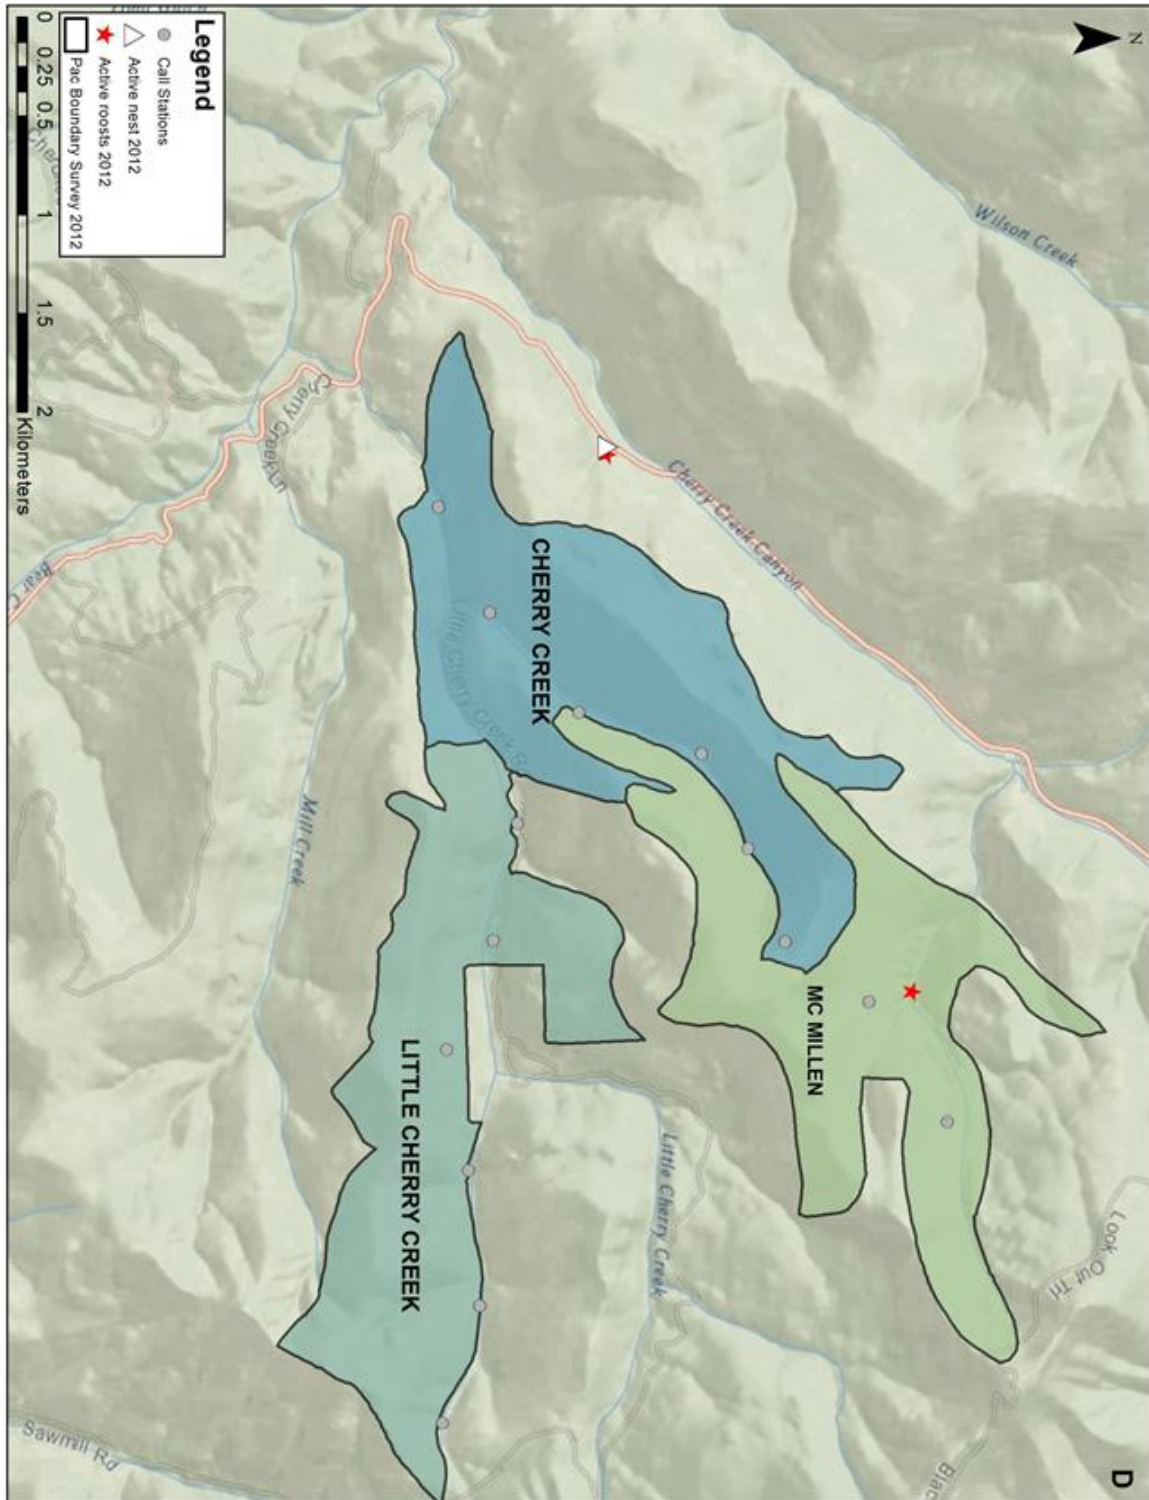 N
D
Legend
Call Stations
Active nest 2012
Active roosts 2012
Pac Boundary Survey 2012
0 0.25 0.5 1 1.5 2
Kilometers
Wilson Creek
Cherry Creek Canyon
Cherry Creek Ln
Mill Creek
Little Cherry Creek
Look Out Trl
Sawmill Rd
CHERRY CREEK
MC MILLEN
LITTLE CHERRY CREEK
Little Cherry Creek
Bear